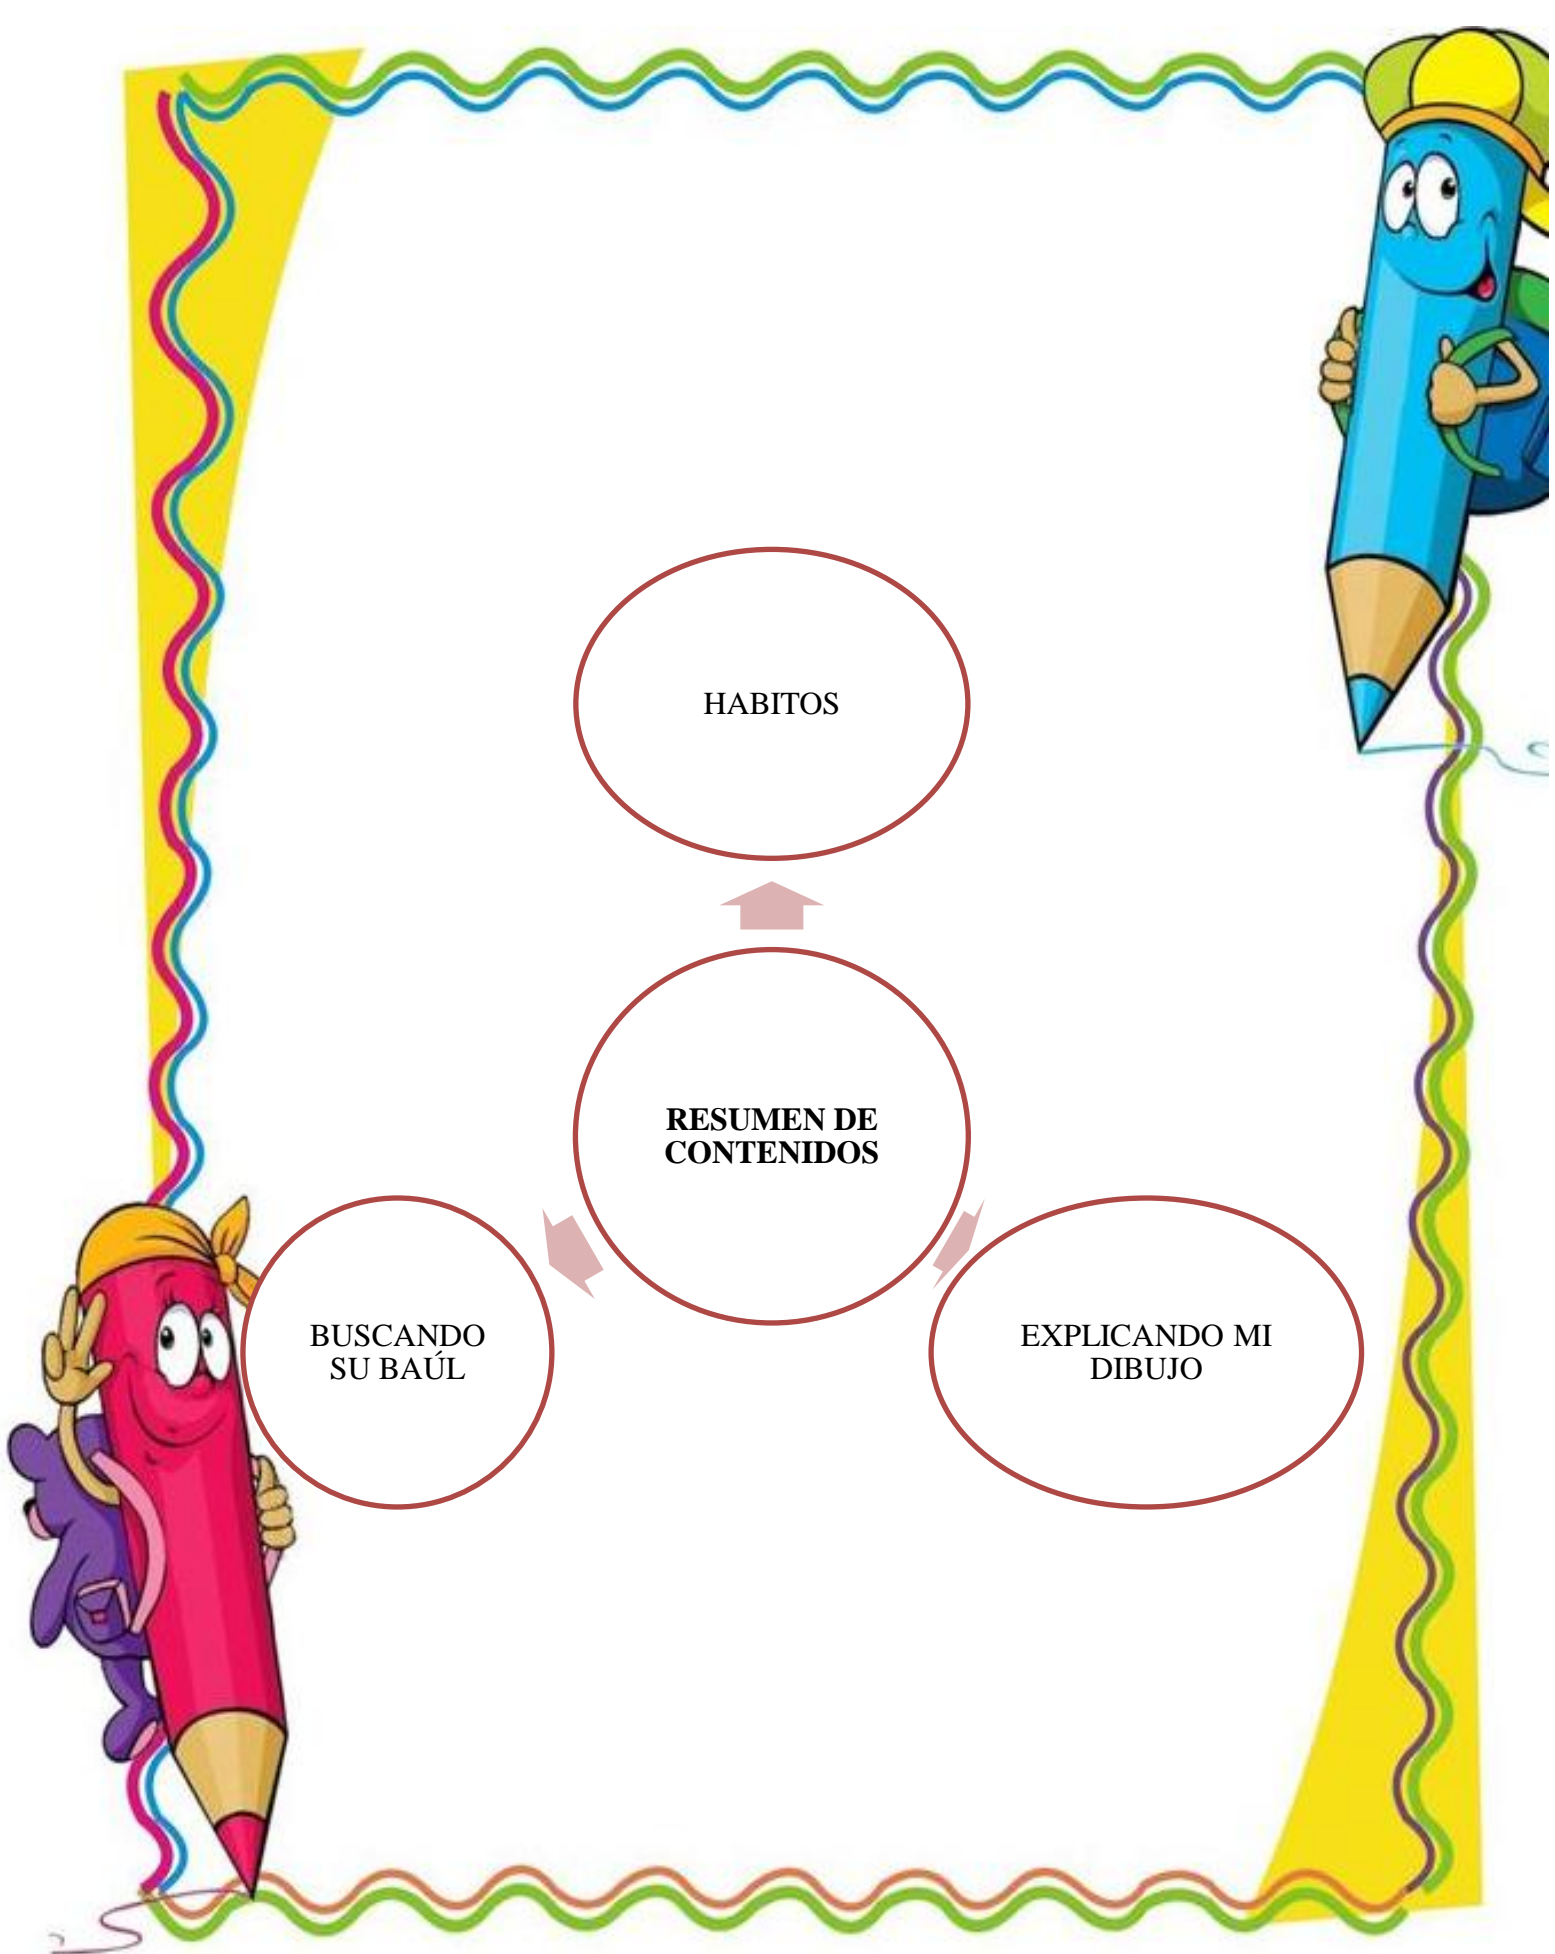 HABITOS
RESUMEN DE
CONTENIDOS
BUSCANDO
SU BAÚL
EXPLICANDO MI
DIBUJO